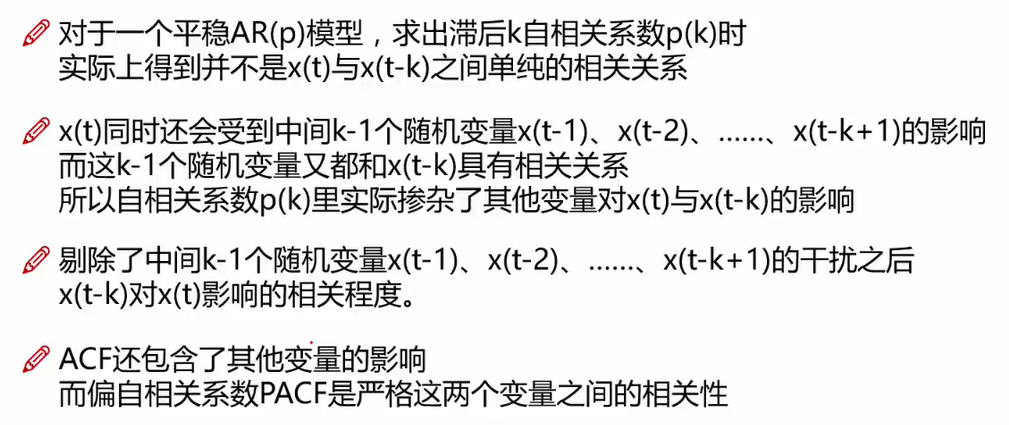 对于一个平稳AR(p)模型，求出滞后k自相关系数p(k)时
实际上得到并不是x(t)与x(t-k)之间单纯的相关关系
x(t)同时还会受到中间k-1个随机变量x(t-1)、x(t-2)、……、x(t-k+1)的影响
而这k-1个随机变量又都和x(t-k)具有相关关系
所以自相关系数p(k)里实际掺杂了其他变量对x(t)与x(t-k)的影响
剔除了中间k-1个随机变量x(t-1)、x(t-2)、……、x(t-k+1)的干扰之后
x(t-k)对x(t)影响的相关程度。
ACF还包含了其他变量的影响
而偏自相关系数PACF是严格这两个变量之间的相关性